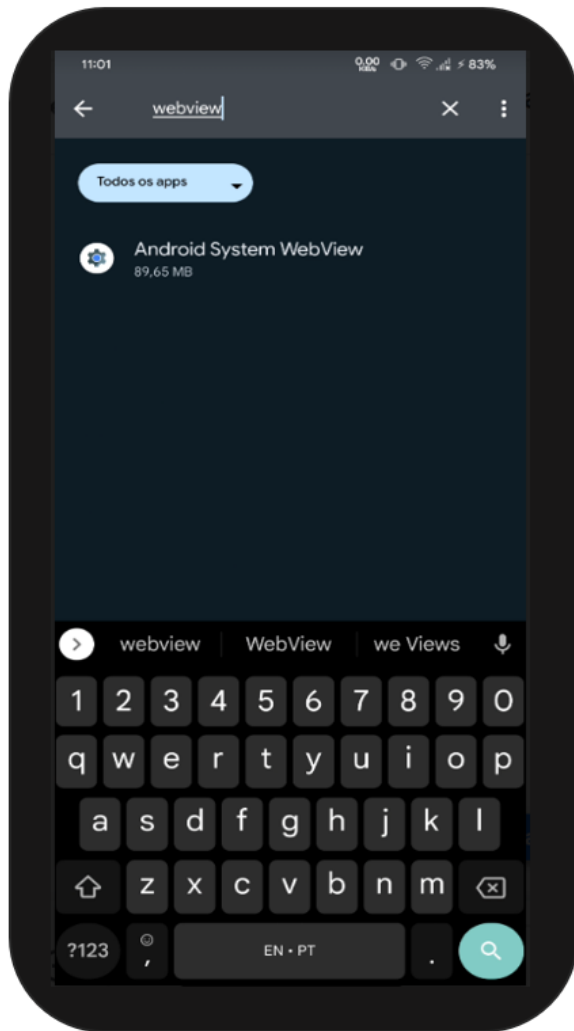 11:01 0,00 KB/s 83%
webview
Todos os apps
Android System WebView
89,65 MB
webview WebView we Views
1 2 3 4 5 6 7 8 9 0
q w e r t y u i o p
a s d f g h j k l
z x c v b n m
?123 , EN • PT .